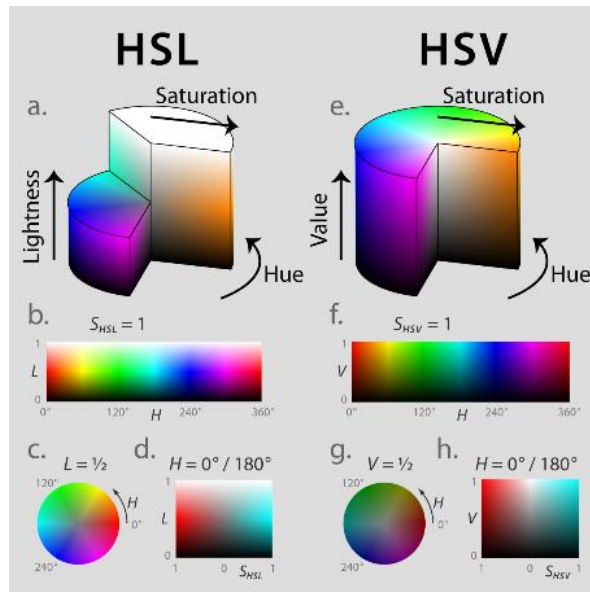 HSL
HSV
a.
Saturation
Lightness
Hue
e.
Saturation
Value
Hue
b.
S_HSL = 1
1
L
0
0°
120°
240°
360°
H
f.
S_HSV = 1
1
V
0
0°
120°
240°
360°
H
c.
L = ½
120°
H
0°
240°
d.
H = 0° / 180°
1
L
0
1
0
S_HSL
1
g.
V = ½
120°
H
0°
240°
h.
H = 0° / 180°
1
V
0
1
0
S_HSV
1